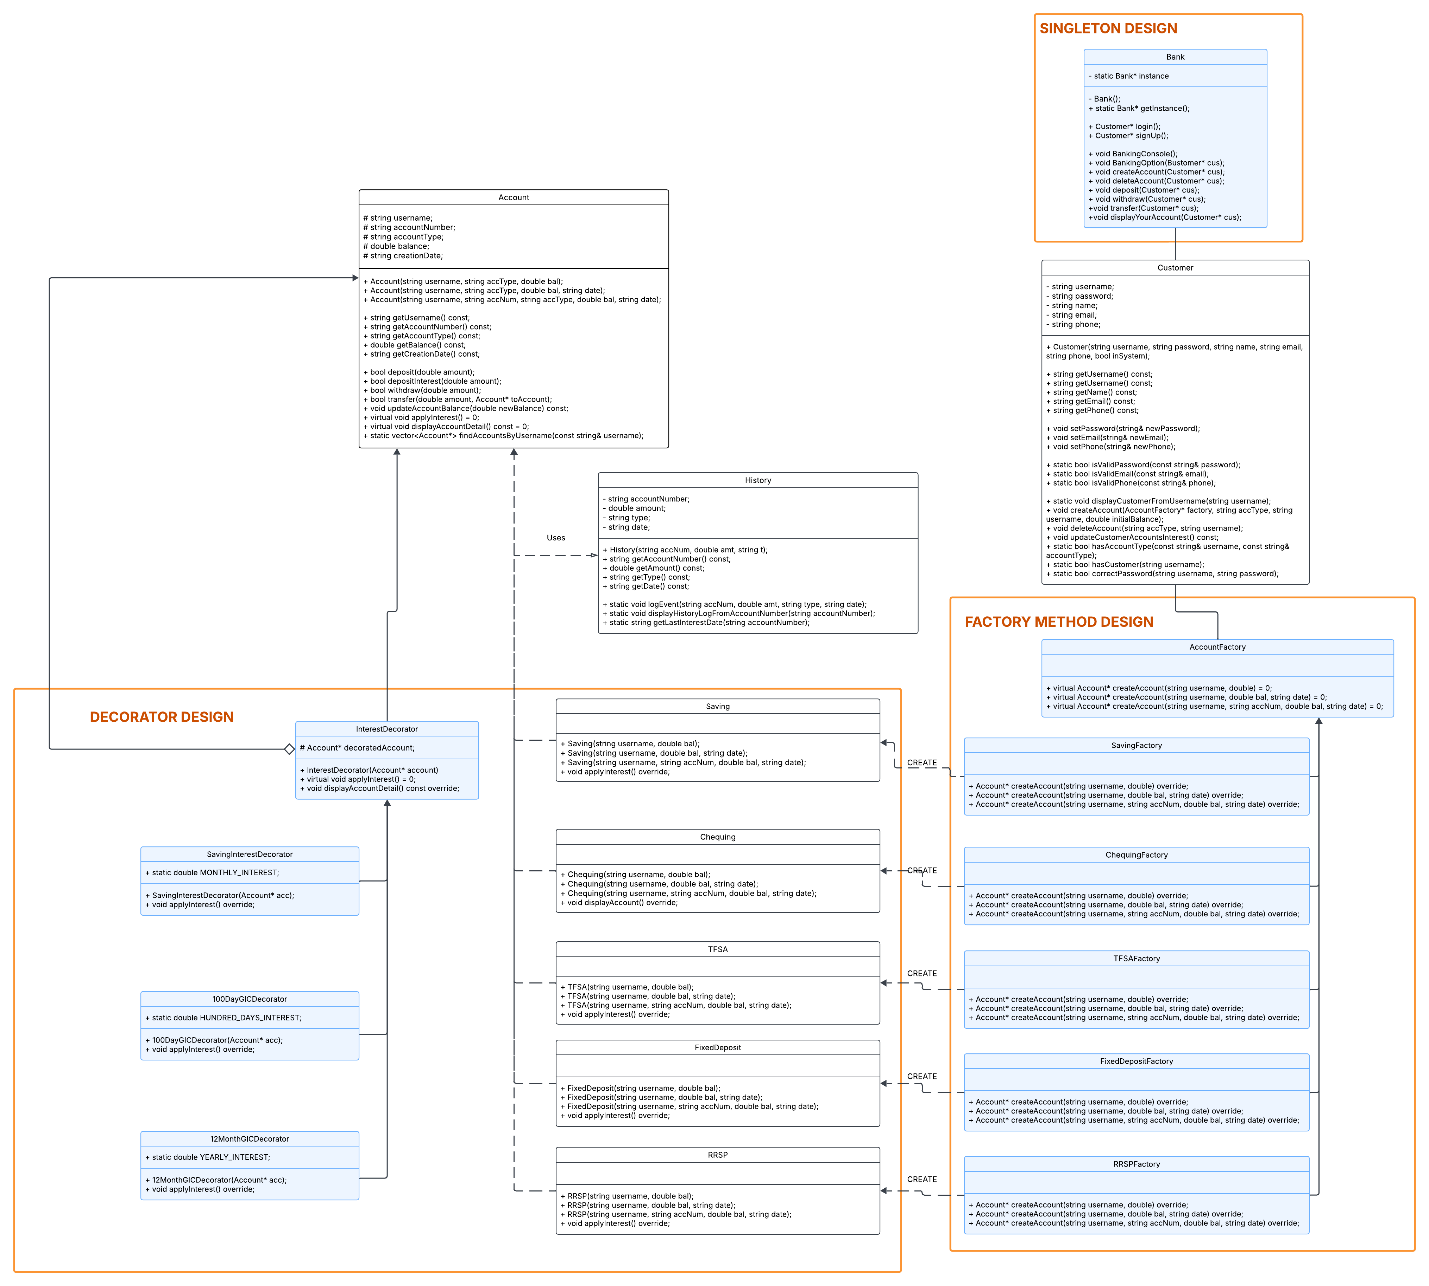 SINGLETON DESIGN
Bank
- static Bank* instance
- Bank();
+ static Bank* getInstance();
+ Customer* login();
+ Customer* signUp();
+ void BankingConsole();
+ void BankingOption(Bustomer* cus);
+ void createAccount(Customer* cus);
+ void deleteAccount(Customer* cus);
+ void deposit(Customer* cus);
+ void withdraw(Customer* cus);
+void transfer(Customer* cus);
+void displayYourAccount(Customer* cus);
Account
# string username;
# string accountNumber;
# string accountType;
# double balance;
# string creationDate;
+ Account(string username, string accType, double bal);
+ Account(string username, string accType, double bal, string date);
+ Account(string username, string accNum, string accType, double bal, string date);
+ string getUsername() const;
+ string getAccountNumber() const;
+ string getAccountType() const;
+ double getBalance() const;
+ string getCreationDate() const;
+ bool deposit(double amount);
+ bool depositInterest(double amount);
+ bool withdraw(double amount);
+ bool transfer(double amount, Account* toAccount);
+ void updateAccountBalance(double newBalance) const;
+ virtual void applyInterest() = 0;
+ virtual void displayAccountDetail() const = 0;
+ static vector<Account*> findAccountsByUsername(const string& username);
Customer
- string username;
- string password;
- string name;
- string email;
- string phone;
+ Customer(string username, string password, string name, string email,
string phone, bool inSystem);
+ string getUsername() const;
+ string getUsername() const;
+ string getName() const;
+ string getEmail() const;
+ string getPhone() const;
+ void setPassword(string& newPassword);
+ void setEmail(string& newEmail);
+ void setPhone(string& newPhone);
+ static bool isValidPassword(const string& password);
+ static bool isValidEmail(const string& email);
+ static bool isValidPhone(const string& phone);
+ static void displayCustomerFromUsername(string username);
+ void createAccount(AccountFactory* factory, string accType, string
username, double initialBalance);
+ void deleteAccount(string accType, string username);
+ void updateCustomerAccountsInterest() const;
+ static bool hasAccountType(const string& username, const string&
accountType);
+ static bool hasCustomer(string username);
+ static bool correctPassword(string username, string password);
History
- string accountNumber;
- double amount;
- string type;
- string date;
+ History(string accNum, double amt, string t);
+ string getAccountNumber() const;
+ double getAmount() const;
+ string getType() const;
+ string getDate() const;
+ static void logEvent(string accNum, double amt, string type, string date);
+ static void displayHistoryLogFromAccountNumber(string accountNumber);
+ static string getLastInterestDate(string accountNumber);
Uses
FACTORY METHOD DESIGN
AccountFactory
+ virtual Account* createAccount(string username, double) = 0;
+ virtual Account* createAccount(string username, double bal, string date) = 0;
+ virtual Account* createAccount(string username, string accNum, double bal, string date) = 0;
DECORATOR DESIGN
InterestDecorator
# Account* decoratedAccount;
+ interestDecorator(Account* account)
+ virtual void applyInterest() = 0;
+ void displayAccountDetail() const override;
Saving
+ Saving(string username, double bal);
+ Saving(string username, double bal, string date);
+ Saving(string username, string accNum, double bal, string date);
+ void applyInterest() override;
CREATE
SavingFactory
+ Account* createAccount(string username, double) override;
+ Account* createAccount(string username, double bal, string date) override;
+ Account* createAccount(string username, string accNum, double bal, string date) override;
SavingInterestDecorator
+ static double MONTHLY_INTEREST;
+ SavingInterestDecorator(Account* acc);
+ void applyInterest() override;
Chequing
+ Chequing(string username, double bal);
+ Chequing(string username, double bal, string date);
+ Chequing(string username, string accNum, double bal, string date);
+ void displayAccount() override;
CREATE
ChequingFactory
+ Account* createAccount(string username, double) override;
+ Account* createAccount(string username, double bal, string date) override;
+ Account* createAccount(string username, string accNum, double bal, string date) override;
100DayGICDecorator
+ static double HUNDRED_DAYS_INTEREST;
+ 100DayGICDecorator(Account* acc);
+ void applyInterest() override;
TFSA
+ TFSA(string username, double bal);
+ TFSA(string username, double bal, string date);
+ TFSA(string username, string accNum, double bal, string date);
+ void applyInterest() override;
CREATE
TFSAFactory
+ Account* createAccount(string username, double) override;
+ Account* createAccount(string username, double bal, string date) override;
+ Account* createAccount(string username, string accNum, double bal, string date) override;
FixedDeposit
+ FixedDeposit(string username, double bal);
+ FixedDeposit(string username, double bal, string date);
+ FixedDeposit(string username, string accNum, double bal, string date);
+ void applyInterest() override;
CREATE
FixedDepositFactory
+ Account* createAccount(string username, double) override;
+ Account* createAccount(string username, double bal, string date) override;
+ Account* createAccount(string username, string accNum, double bal, string date) override;
12MonthGICDecorator
+ static double YEARLY_INTEREST;
+ 12MonthGICDecorator(Account* acc);
+ void applyInterest() override;
RRSP
+ RRSP(string username, double bal);
+ RRSP(string username, double bal, string date);
+ RRSP(string username, string accNum, double bal, string date);
+ void applyInterest() override;
CREATE
RRSPFactory
+ Account* createAccount(string username, double) override;
+ Account* createAccount(string username, double bal, string date) override;
+ Account* createAccount(string username, string accNum, double bal, string date) override;